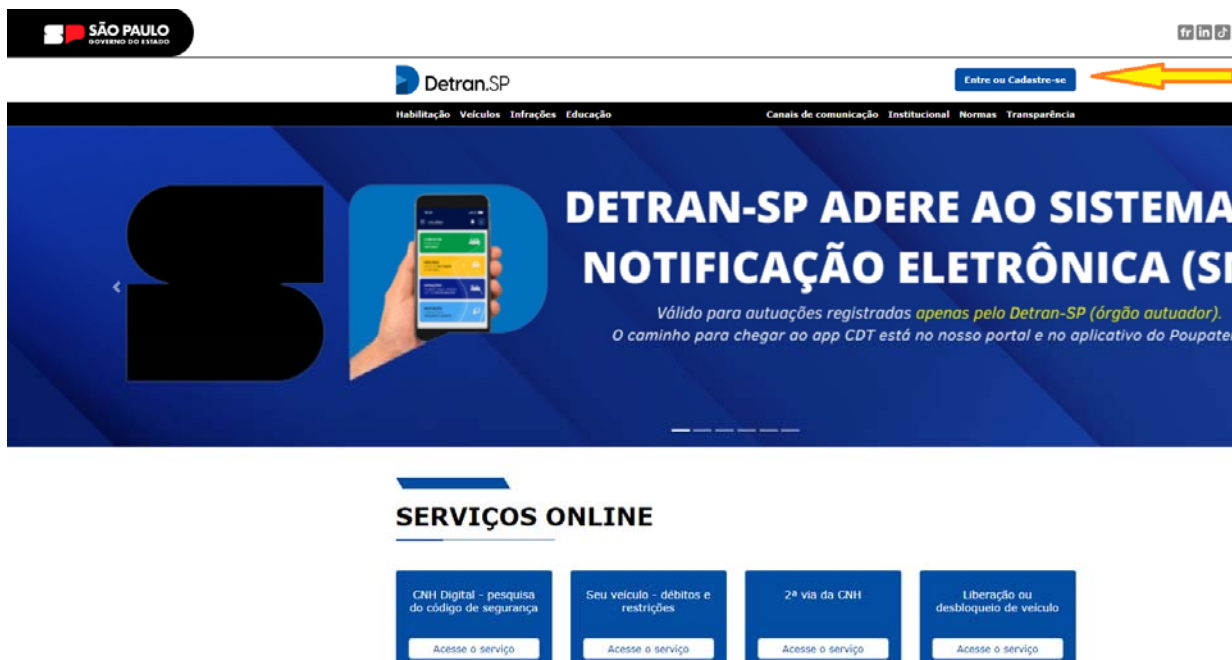 SÃO PAULO
GOVERNO DO ESTADO
Detran.SP
Entre ou Cadastre-se
Habilitação Veículos Infrações Educação
Canais de comunicação Institucional Normas Transparência
DETRAN-SP ADERE AO SISTEMA
NOTIFICAÇÃO ELETRÔNICA (S
Válido para autuações registradas apenas pelo Detran-SP (órgão autuador).
O caminho para chegar ao app CDT está no nosso portal e no aplicativo do Poupate
SERVIÇOS ONLINE
CNH Digital - pesquisa
do código de segurança
Acesse o serviço
Seu veículo - débitos e
restrições
Acesse o serviço
2ª via da CNH
Acesse o serviço
Liberação ou
desbloqueio de veículo
Acesse o serviço